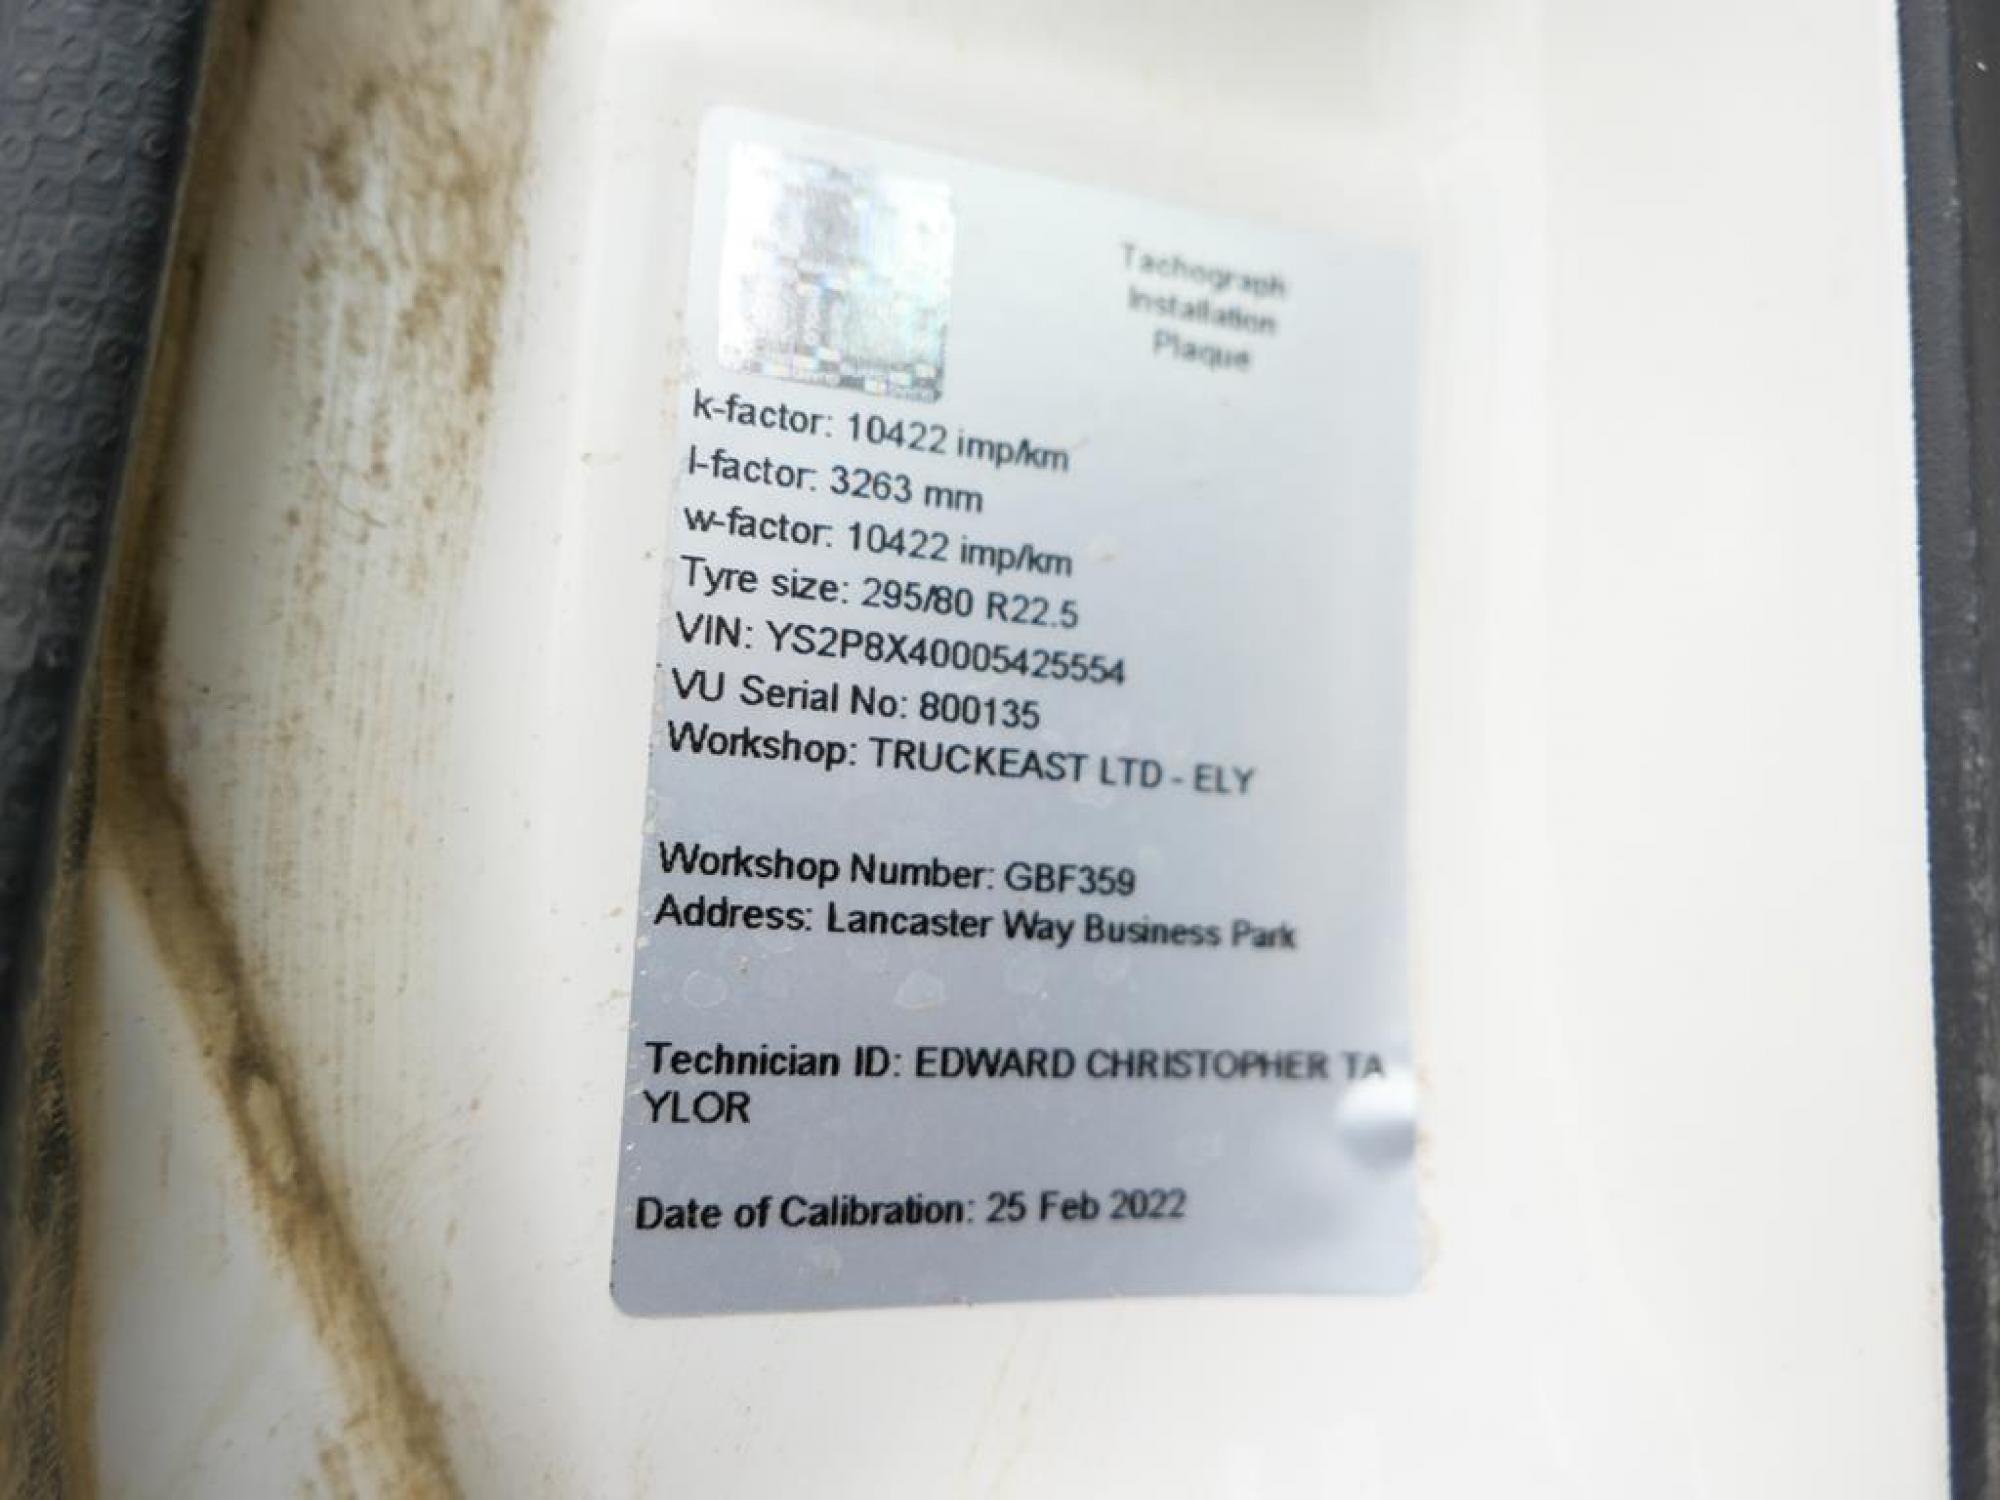 Tachograph
Installation
Plaque
k-factor: 10422 imp/km
l-factor: 3263 mm
w-factor: 10422 imp/km
Tyre size: 295/80 R22.5
VIN: YS2P8X40005425554
VU Serial No: 800135
Workshop: TRUCKEAST LTD - ELY
Workshop Number: GBF359
Address: Lancaster Way Business Park
Technician ID: EDWARD CHRISTOPHER TA
YLOR
Date of Calibration: 25 Feb 2022